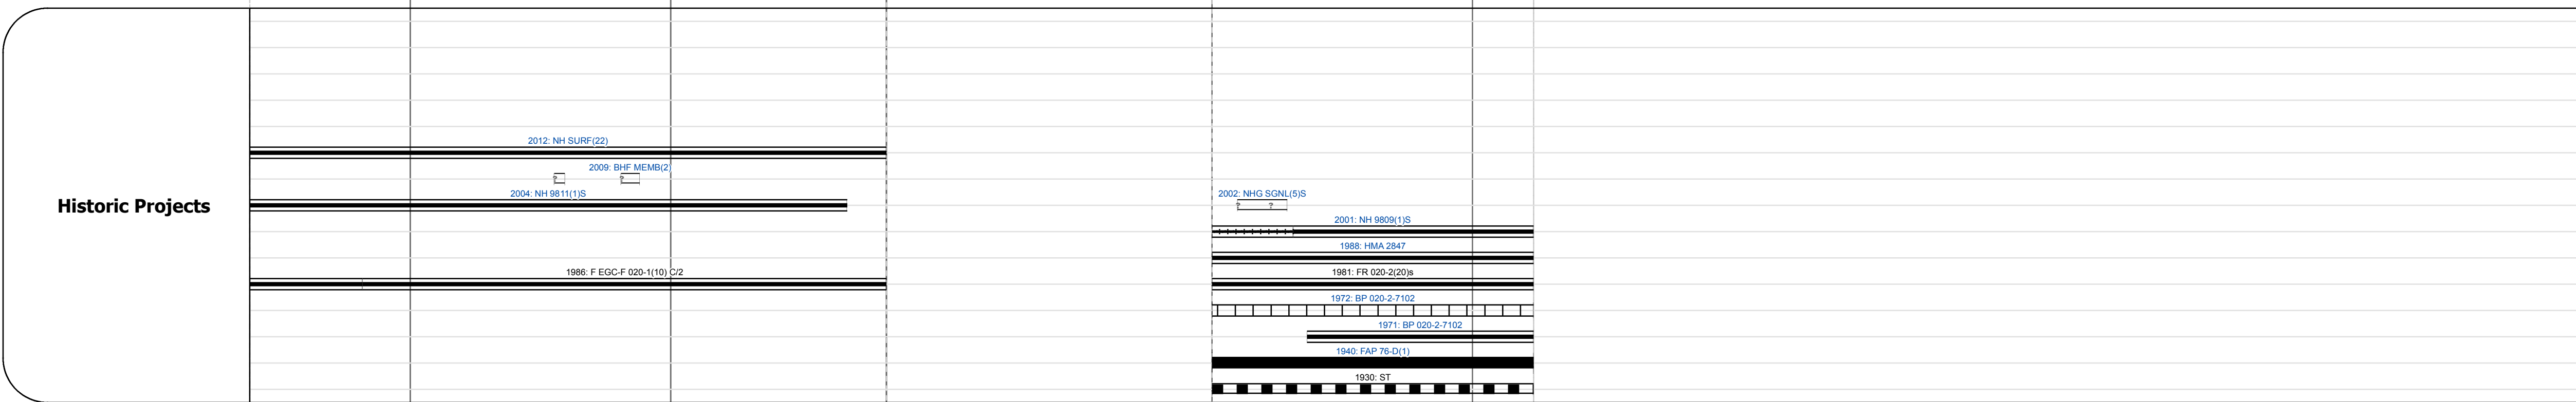 2012: NH SURF(22)
2009: BHF MEMB(2)
? ?
Historic Projects
2004: NH 9811(1)S
2002: NHG SGNL(5)S
? ?
2001: NH 9809(1)S
1988: HMA 2847
1986: F EGC-F 020-1(10) C/2
1981: FR 020-2(20)s
1972: BP 020-2-7102
1971: BP 020-2-7102
1940: FAP 76-D(1)
1930: ST